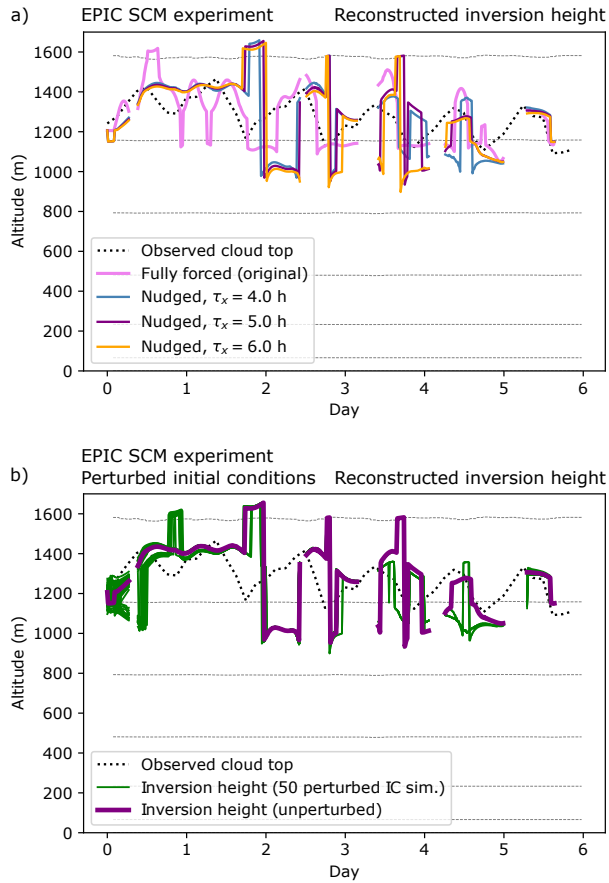 a)
EPIC SCM experiment Reconstructed inversion height
1600
1400
1200
1000
800
600
400
200
0
Altitude (m)
Observed cloud top
Fully forced (original)
Nudged, τₓ = 4.0 h
Nudged, τₓ = 5.0 h
Nudged, τₓ = 6.0 h
0 1 2 3 4 5 6
Day
b)
EPIC SCM experiment
Perturbed initial conditions Reconstructed inversion height
1600
1400
1200
1000
800
600
400
200
0
Altitude (m)
Observed cloud top
Inversion height (50 perturbed IC sim.)
Inversion height (unperturbed)
0 1 2 3 4 5 6
Day